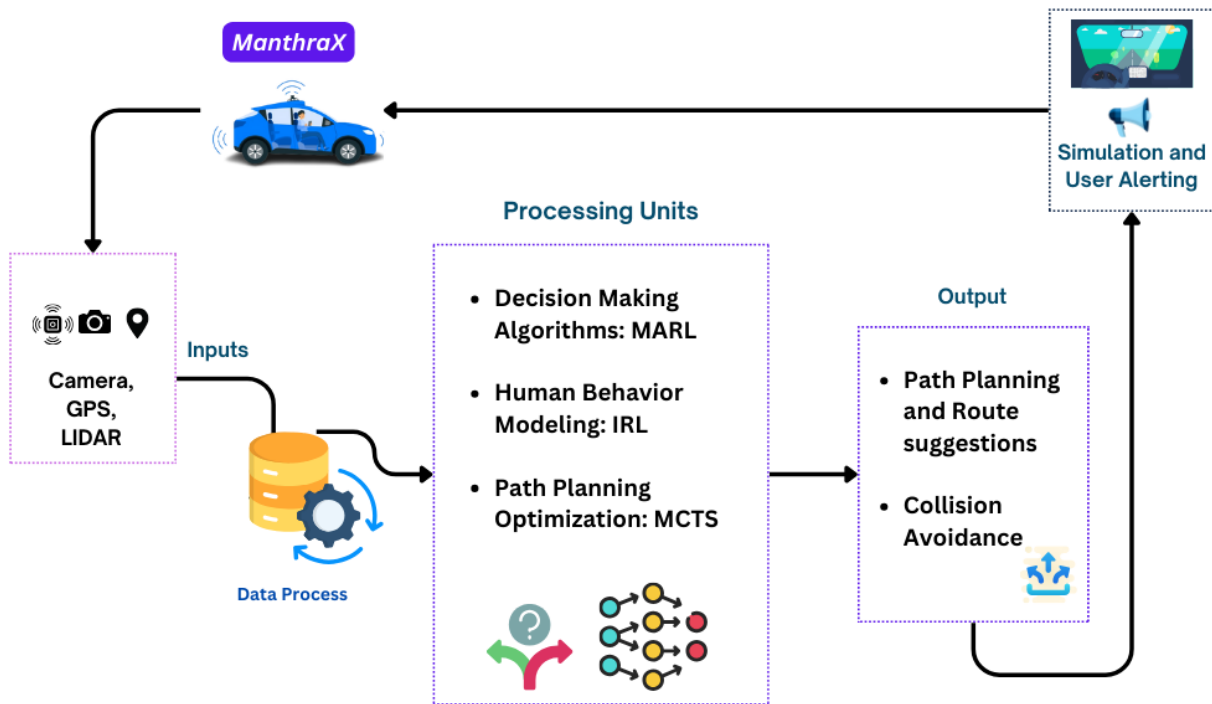 ManthraX
Simulation and
User Alerting
Processing Units
• Decision Making
Algorithms: MARL
• Human Behavior
Modeling: IRL
• Path Planning
Optimization: MCTS
Output
• Path Planning
and Route
suggestions
• Collision
Avoidance
Inputs
Camera,
GPS,
LIDAR
Data Process
?